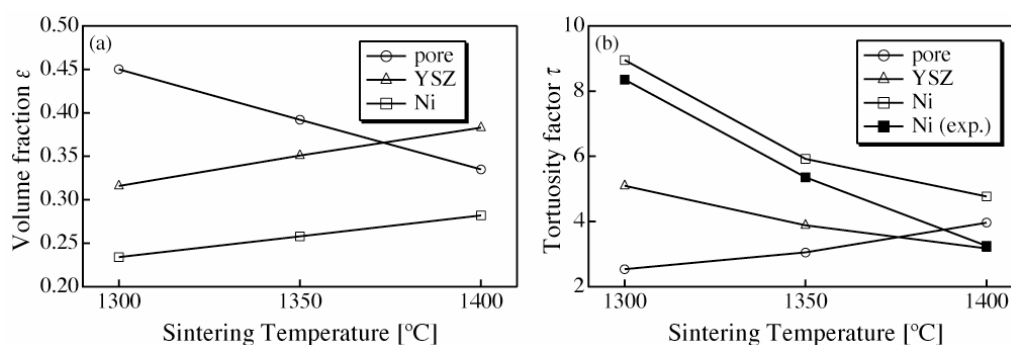 (a)
pore
YSZ
Ni
0.50
0.45
0.40
0.35
0.30
0.25
0.20
Volume fraction ε
1300
1350
1400
Sintering Temperature [°C]
(b)
pore
YSZ
Ni
Ni (exp.)
10
8
6
4
2
Tortuosity factor τ
1300
1350
1400
Sintering Temperature [°C]